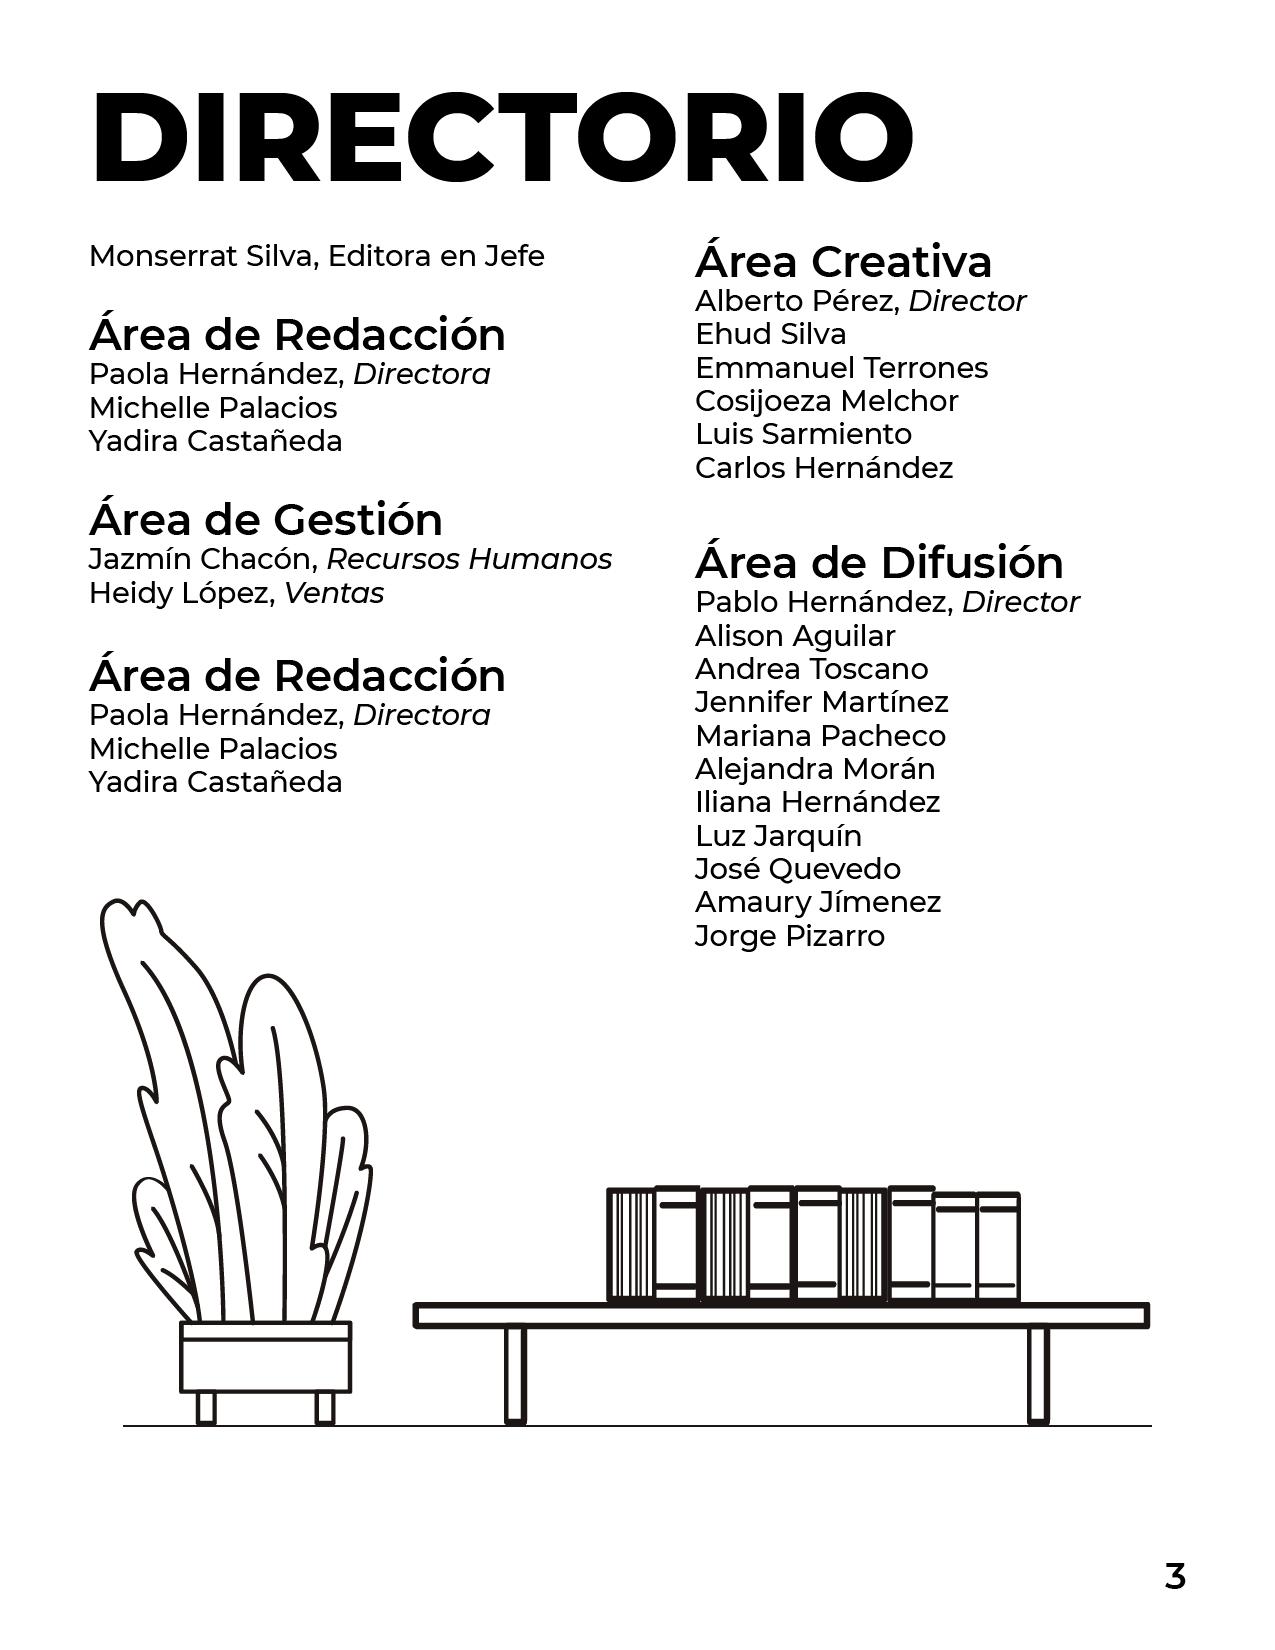 DIRECTORIO
Monserrat Silva, Editora en Jefe
Área de Redacción
Paola Hernández, Directora
Michelle Palacios
Yadira Castañeda
Área de Gestión
Jazmín Chacón, Recursos Humanos
Heidy López, Ventas
Área de Redacción
Paola Hernández, Directora
Michelle Palacios
Yadira Castañeda
Área Creativa
Alberto Pérez, Director
Ehud Silva
Emmanuel Terrones
Cosijoeza Melchor
Luis Sarmiento
Carlos Hernández
Área de Difusión
Pablo Hernández, Director
Alison Aguilar
Andrea Toscano
Jennifer Martínez
Mariana Pacheco
Alejandra Morán
Iliana Hernández
Luz Jarquín
José Quevedo
Amaury Jímenez
Jorge Pizarro
3